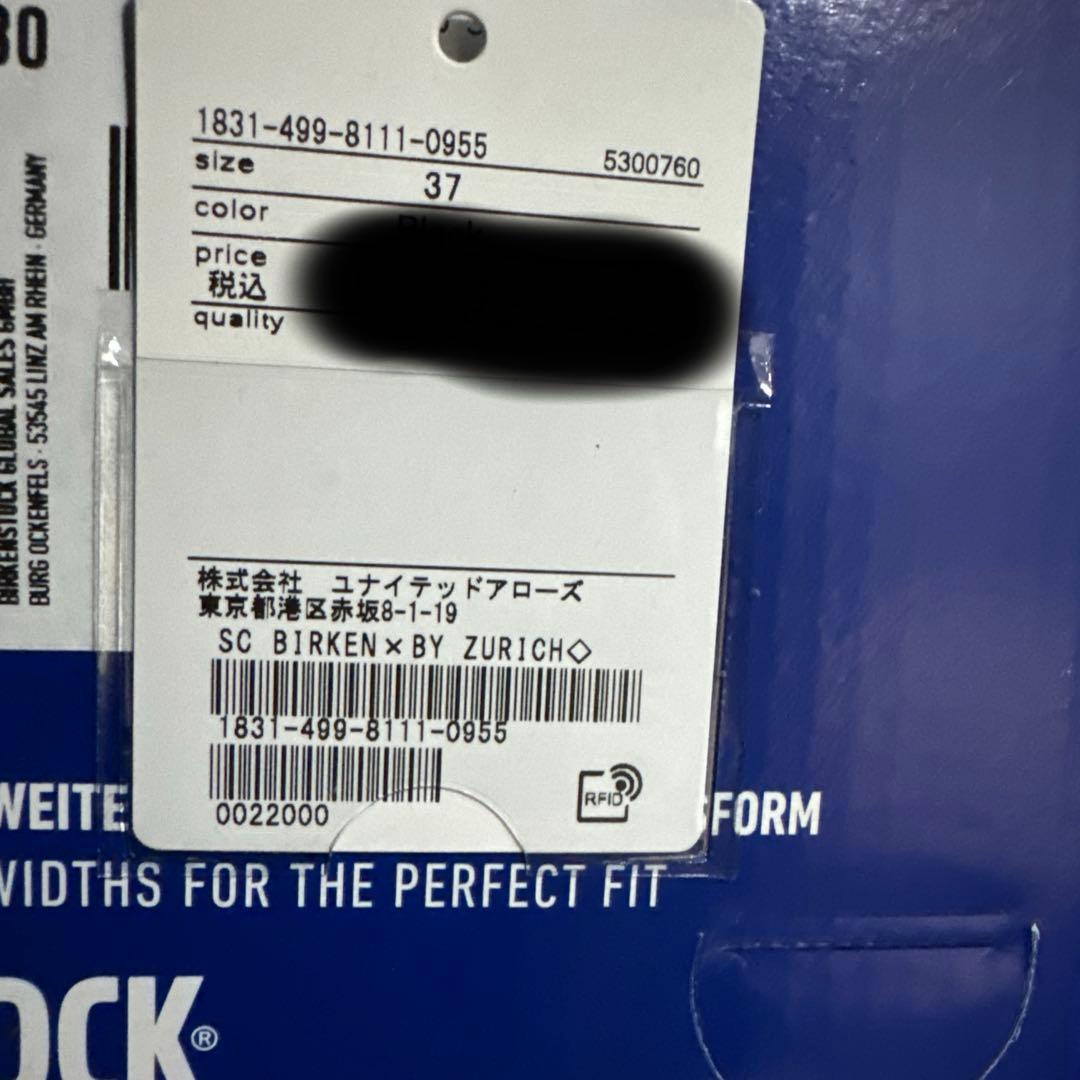 30
BIRKENSTOCK GLOBAL SALES GMBH
BURG OCKENFELS · 53545 LINZ AM RHEIN · GERMANY
1831-499-8111-0955
5300760
size
37
color
price
税込
quality
株式会社 ユナイテッドアローズ
東京都港区赤坂8-1-19
SC BIRKEN×BY ZURICH◇
1831-499-8111-0955
0022000
RFID
WEITE
SFORM
WIDTHS FOR THE PERFECT FIT
OCK®